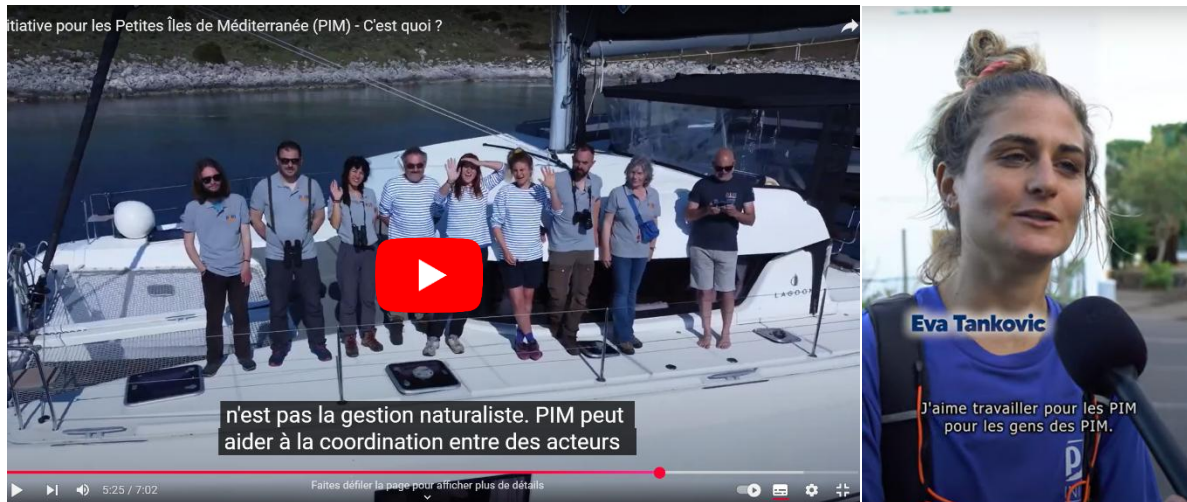 itiative pour les Petites Îles de Méditerranée (PIM) - C'est quoi ?
LAGOON
n'est pas la gestion naturaliste. PIM peut
aider à la coordination entre des acteurs
5:25 / 7:02
Faites défiler la page pour afficher plus de détails
Eva Tankovic
J'aime travailler pour les PIM
pour les gens des PIM.